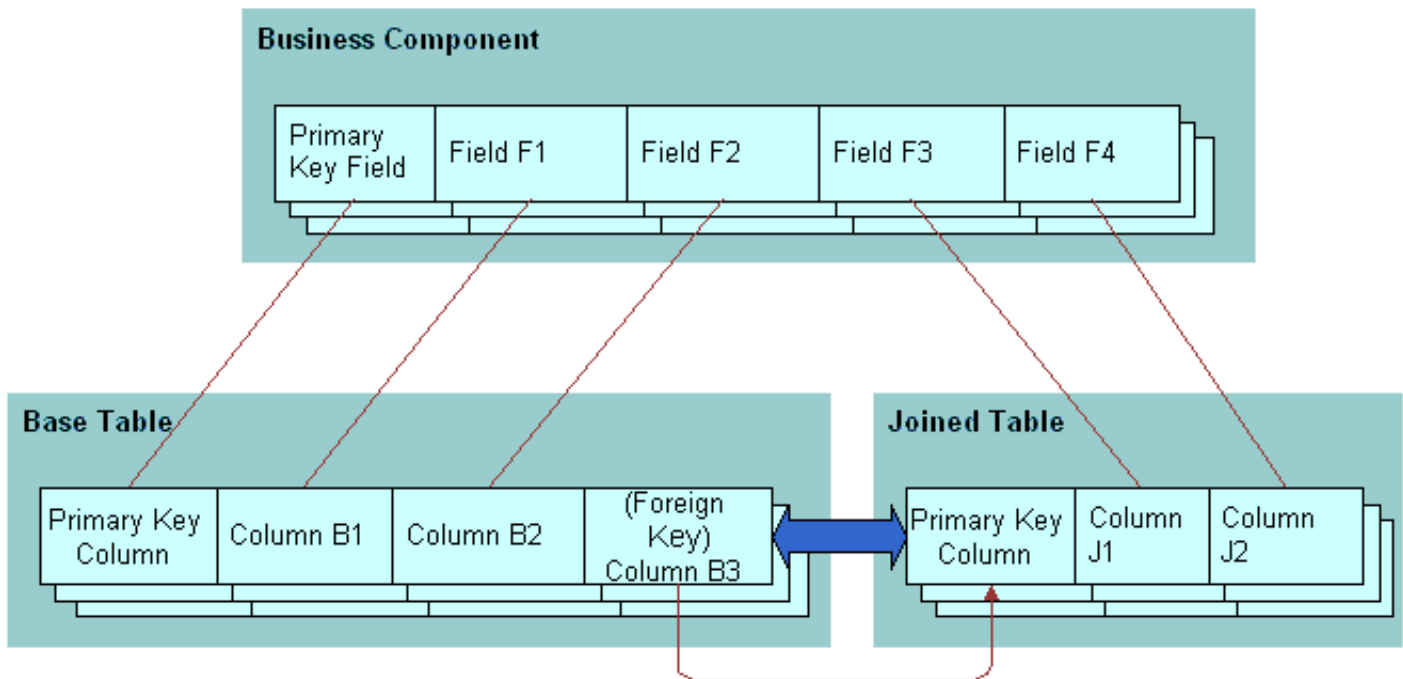 Business Component
Primary
Key Field
Field F1
Field F2
Field F3
Field F4
Base Table
Primary Key
Column
Column B1
Column B2
(Foreign
Key)
Column B3
Joined Table
Primary Key
Column
Column
J1
Column
J2